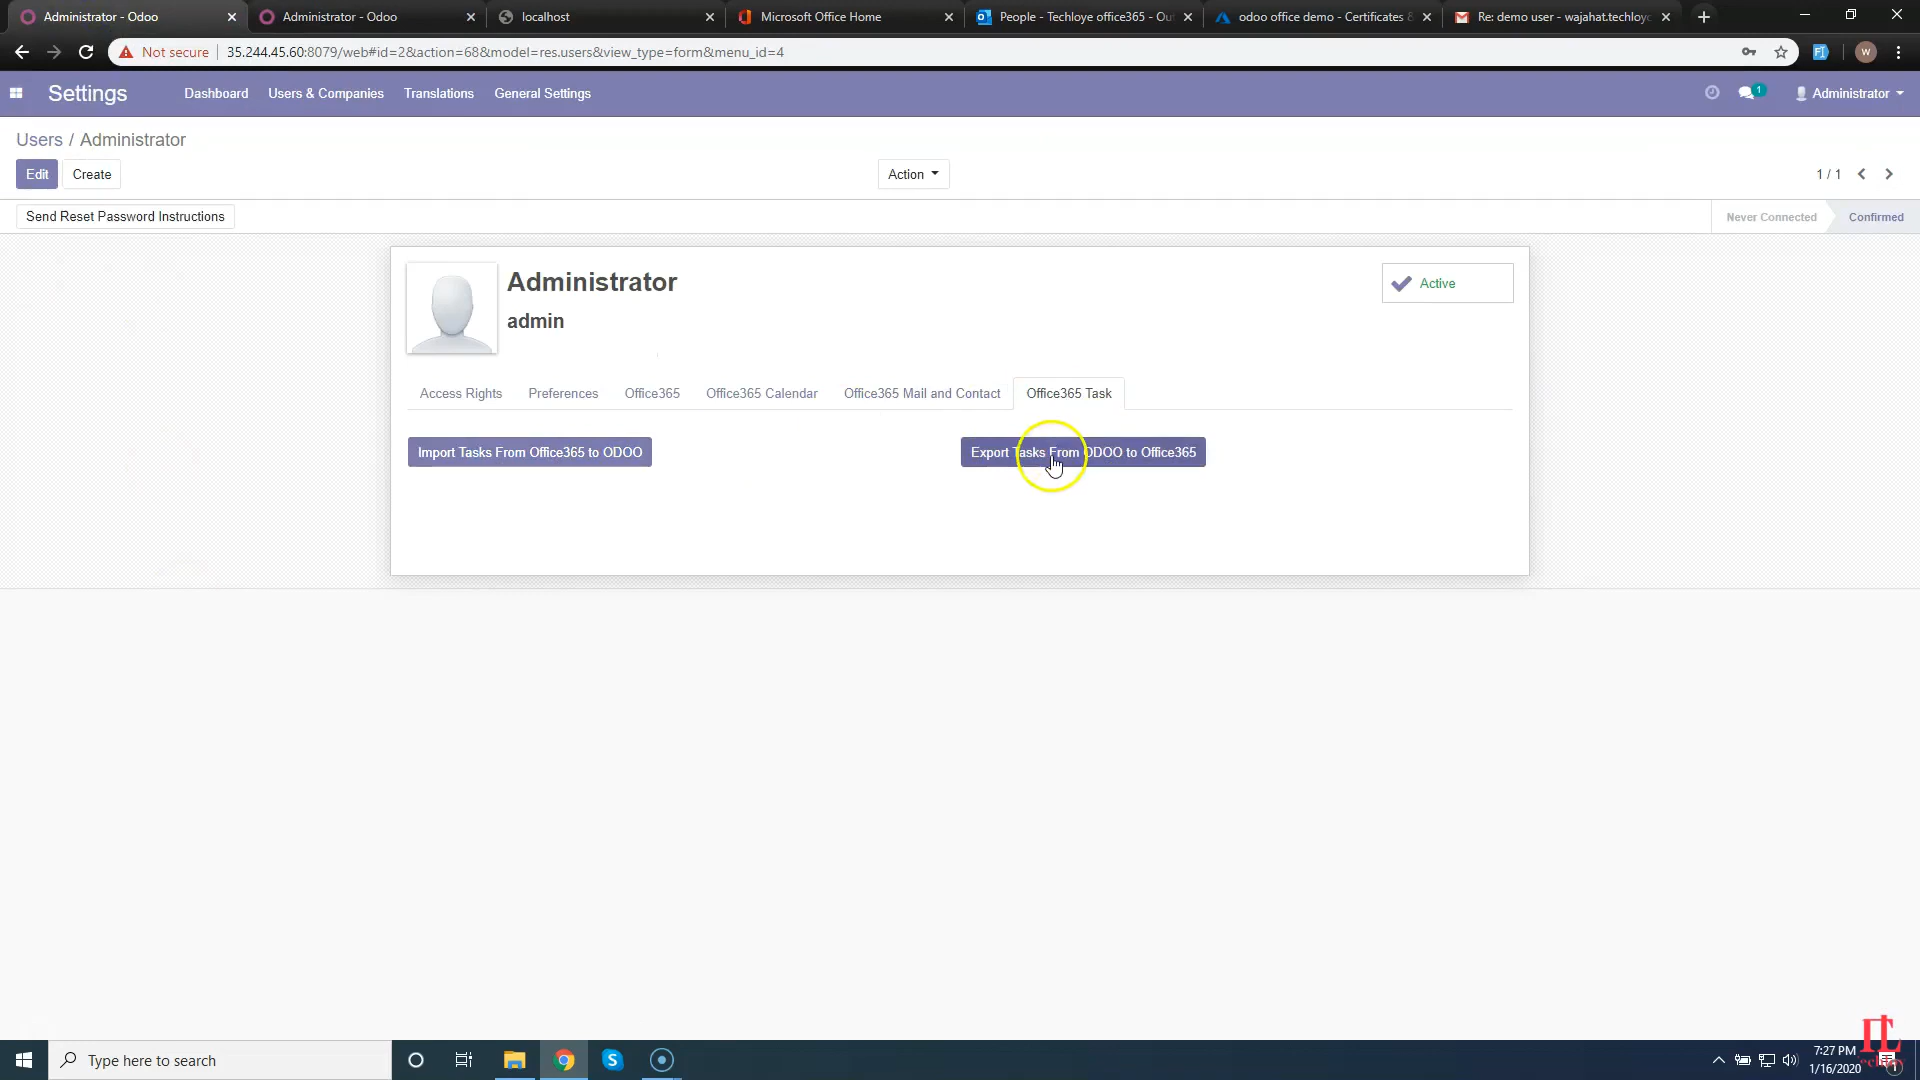 Administrator - Odoo
Administrator - Odoo
localhost
Microsoft Office Home
People - Techloye office365 - Ou
odoo office demo - Certificates &
Re: demo user - wajahat.techloye
Not secure
35.244.45.60:8079/web#id=2&action=68&model=res.users&view_type=form&menu_id=4
W
Settings
Dashboard
Users & Companies
Translations
General Settings
1
Administrator
Users / Administrator
Edit
Create
Action
1 / 1
Send Reset Password Instructions
Never Connected
Confirmed
Administrator
admin
Active
Access Rights
Preferences
Office365
Office365 Calendar
Office365 Mail and Contact
Office365 Task
Import Tasks From Office365 to ODOO
Export Tasks From ODOO to Office365
Type here to search
7:27 PM
1/16/2020